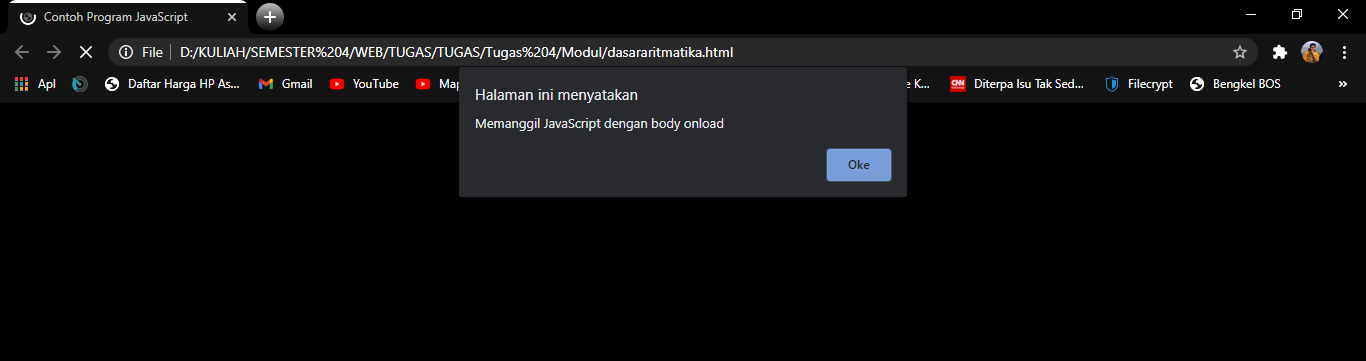 Contoh Program JavaScript
File D:/KULIAH/SEMESTER%204/WEB/TUGAS/TUGAS/Tugas%204/Modul/dasararitmatika.html
Apl Daftar Harga HP As... Gmail YouTube Map e K... CNN Diterpa Isu Tak Sed... Filecrypt Bengkel BOS »
Halaman ini menyatakan
Memanggil JavaScript dengan body onload
Oke